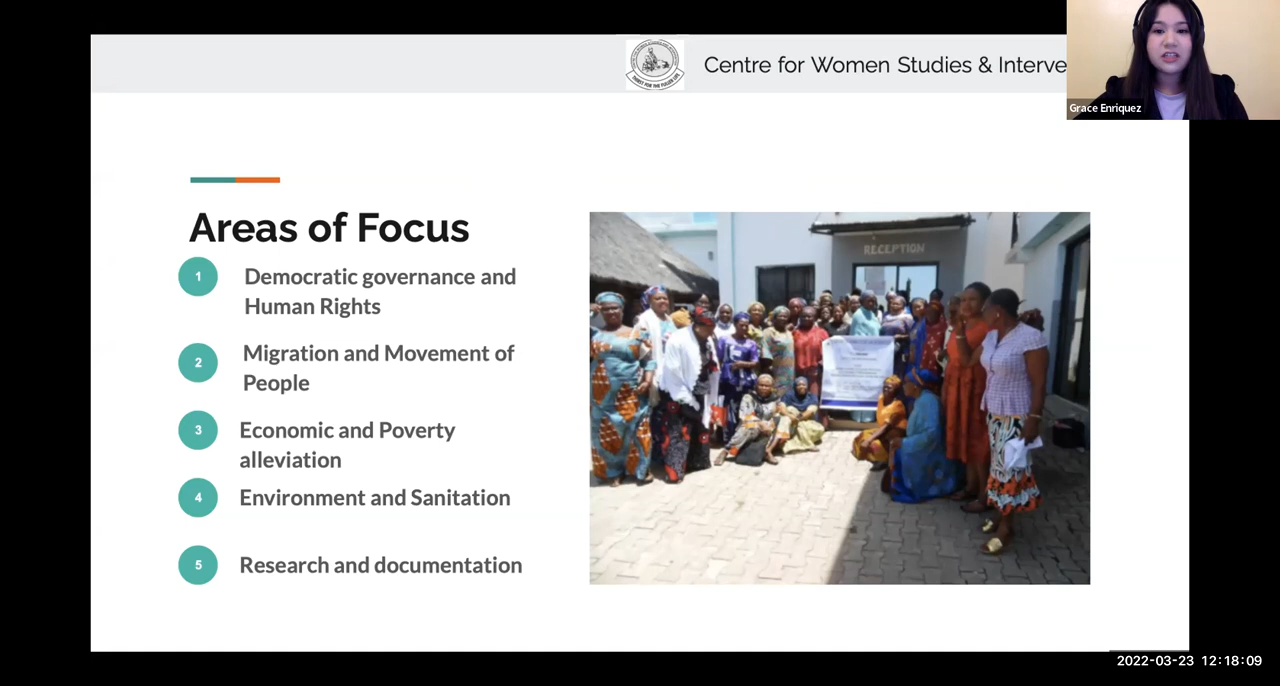 Centre for Women Studies & Interve
Grace Enriquez
Areas of Focus
1
Democratic governance and
Human Rights
2
Migration and Movement of
People
3
Economic and Poverty
alleviation
4
Environment and Sanitation
5
Research and documentation
RECEPTION
2022-03-23 12:18:09